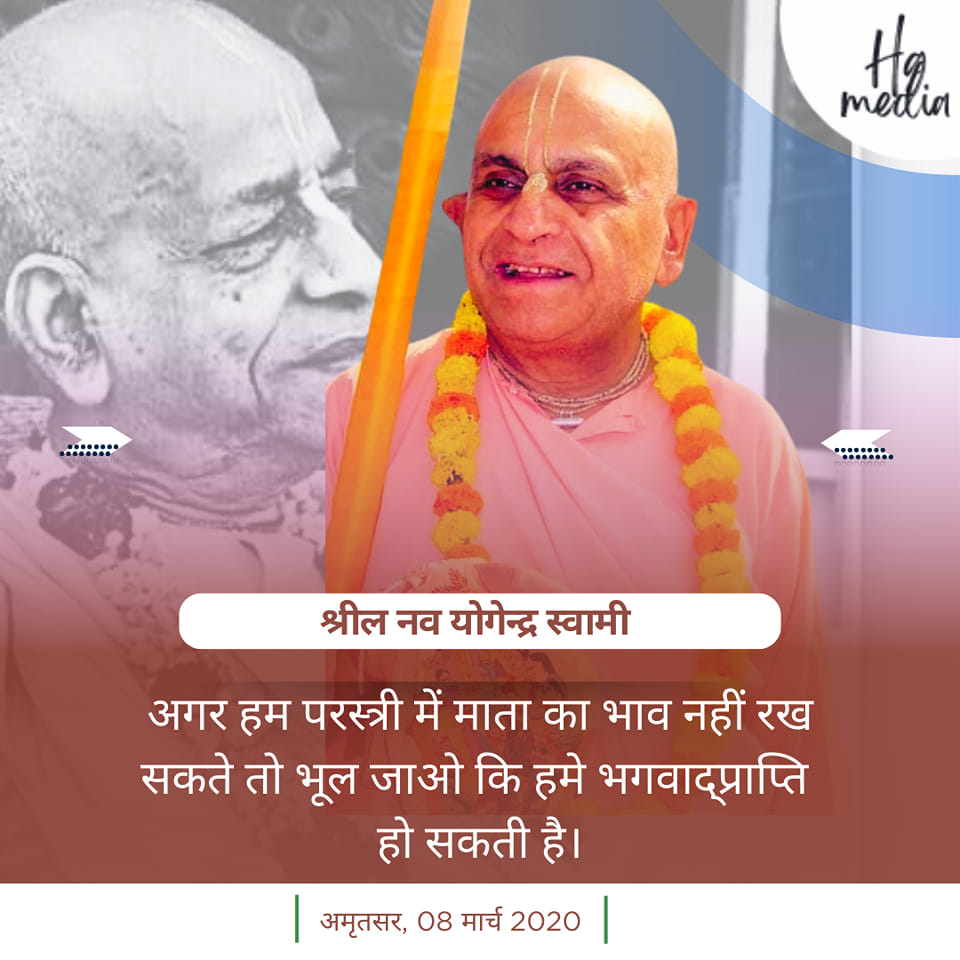 Hg
media
श्रील नव योगेन्द्र स्वामी
अगर हम परस्त्री में माता का भाव नहीं रख
सकते तो भूल जाओ कि हमे भगवाद्प्राप्ति
हो सकती है।
अमृतसर, 08 मार्च 2020